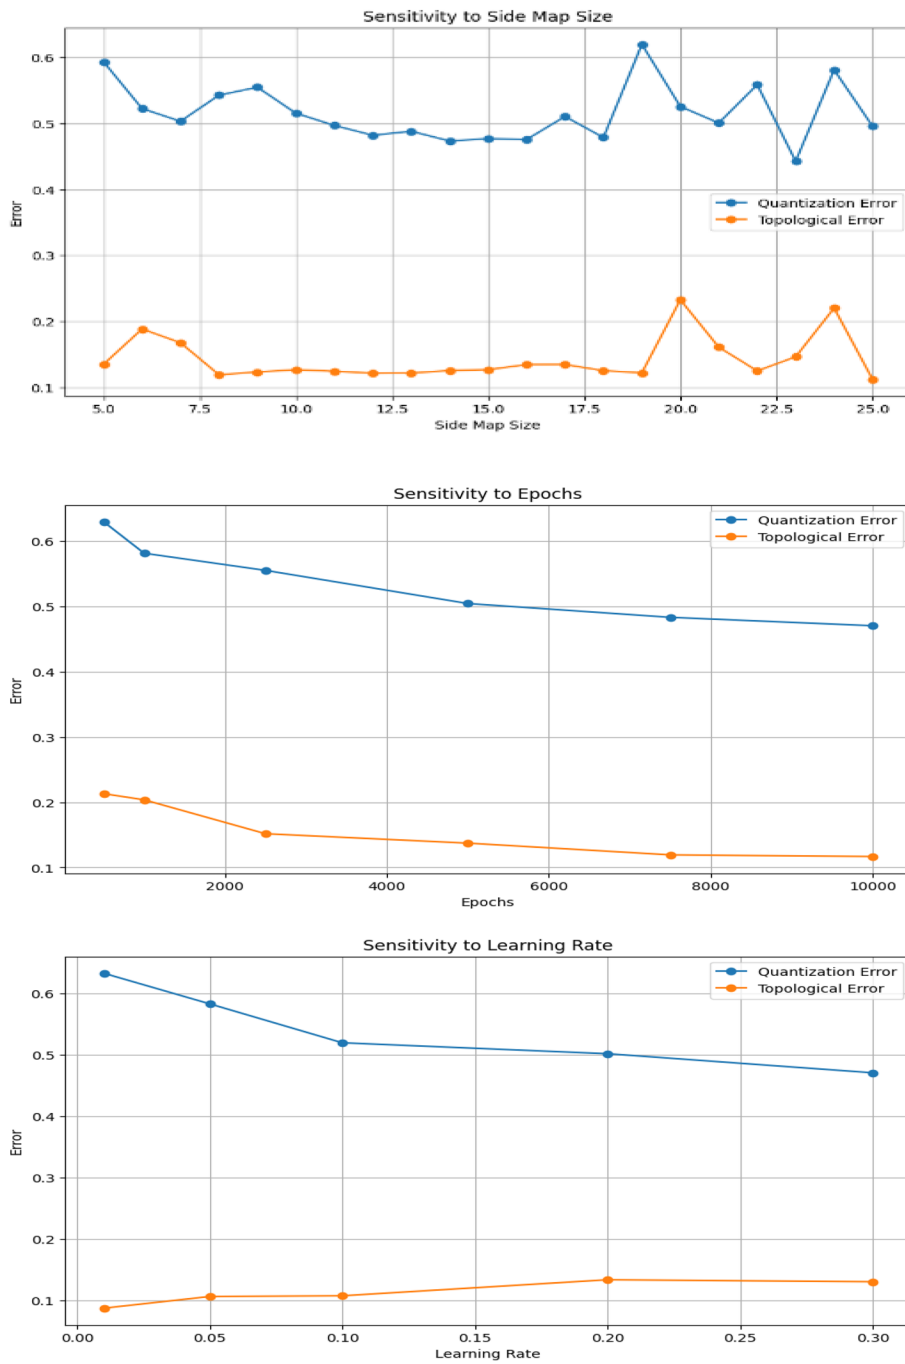 Sensitivity to Side Map Size
0.6
0.5
0.4
0.3
0.2
0.1
Error
Quantization Error
Topological Error
5.0 7.5 10.0 12.5 15.0 17.5 20.0 22.5 25.0
Side Map Size
Sensitivity to Epochs
0.6
0.5
0.4
0.3
0.2
0.1
Error
Quantization Error
Topological Error
2000 4000 6000 8000 10000
Epochs
Sensitivity to Learning Rate
0.6
0.5
0.4
0.3
0.2
0.1
Error
Quantization Error
Topological Error
0.00 0.05 0.10 0.15 0.20 0.25 0.30
Learning Rate